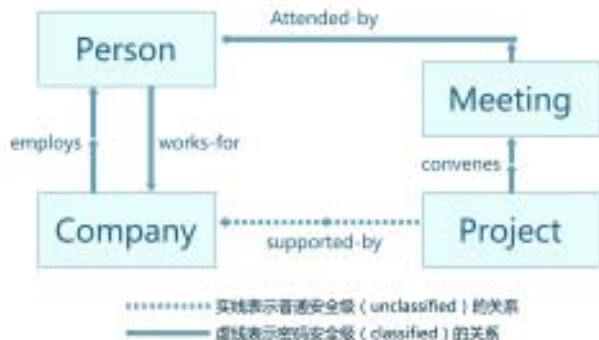 Attended-by
Person
Meeting
employs
works-for
convenes
Company
supported-by
Project
实线表示普通安全级（unclassified）的关系
虚线表示密码安全级（classified）的关系